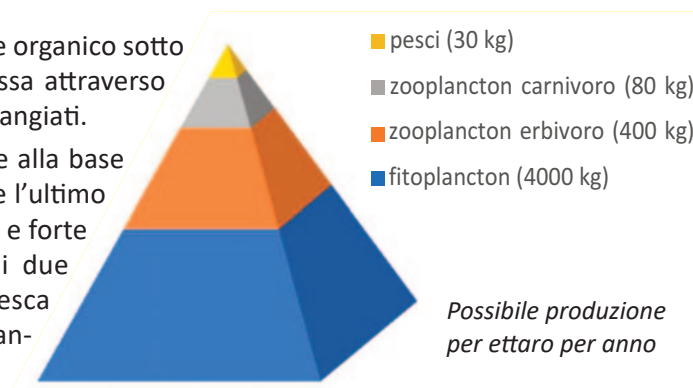 e organico sotto
ssa attraverso
angiati.
e alla base
e l’ultimo
e forte
i due
esca
an-
pesci (30 kg)
zooplancton carnivoro (80 kg)
zooplancton erbivoro (400 kg)
fitoplancton (4000 kg)
Possibile produzione
per ettaro per anno